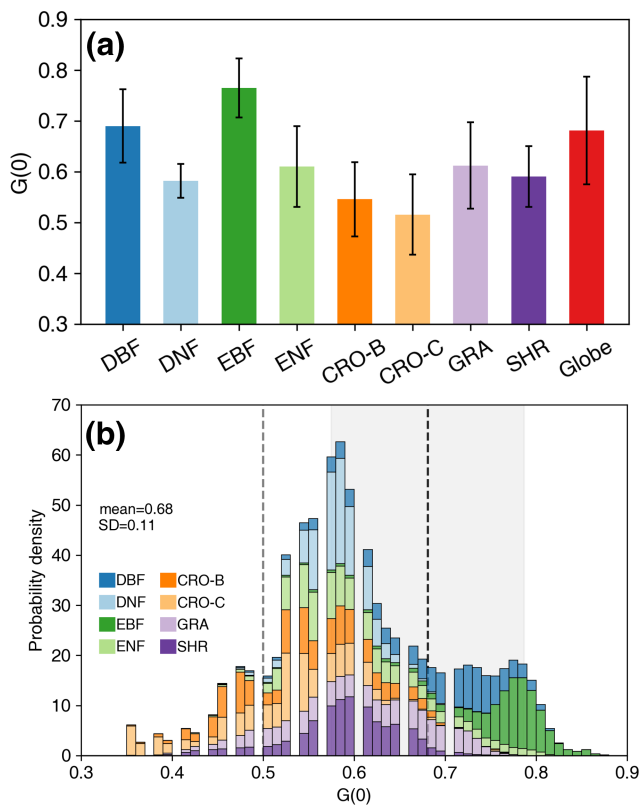 (a)
0.9
0.8
0.7
0.6
0.5
0.4
0.3
G(0)
DBF DNF EBF ENF CRO-B CRO-C GRA SHR Globe
(b)
70
60
50
40
30
20
10
0
Probability density
mean=0.68
SD=0.11
DBF CRO-B
DNF CRO-C
EBF GRA
ENF SHR
0.3 0.4 0.5 0.6 0.7 0.8 0.9
G(0)